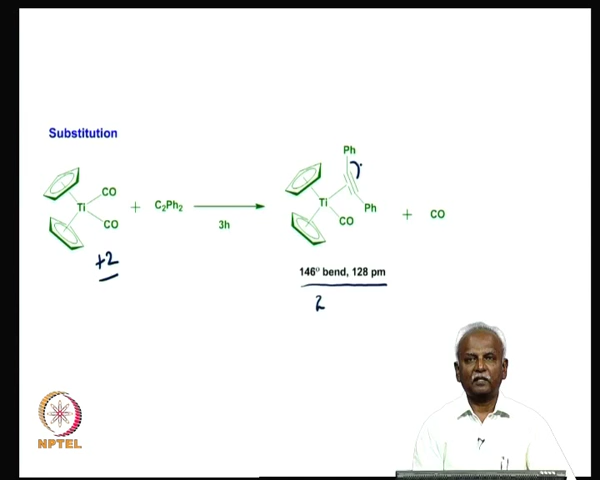 Substitution
CO
Ti
CO
+2
+ C₂Ph₂
3h
Ph
Ti
CO
Ph
+ CO
146° bend, 128 pm
2
NPTEL